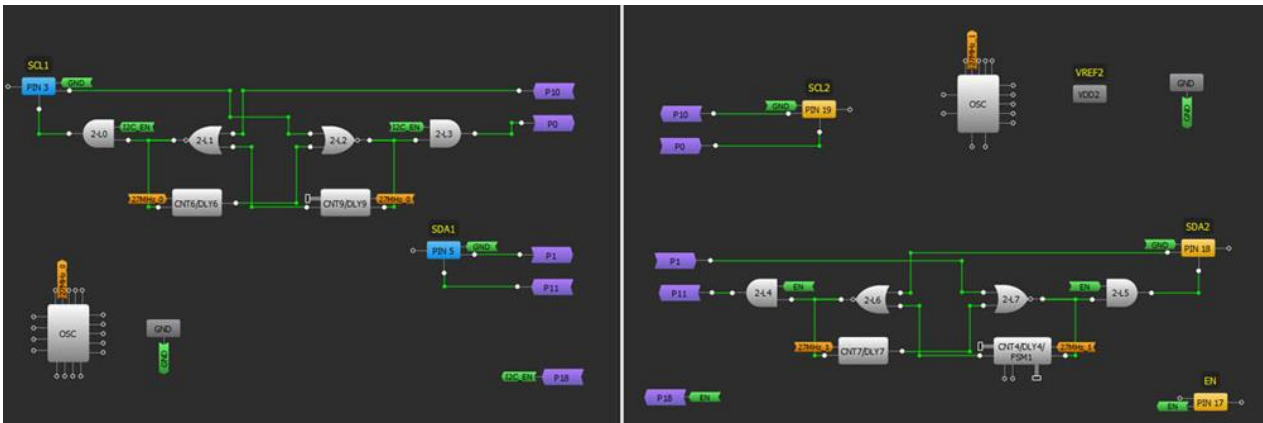 SCL1
PIN 3
GND
P10
2-L0
I2C_EN
2-L1
2-L2
I2C_EN
2-L3
P0
27MHz_0
CNT6/DLY6
CNT9/DLY9
27MHz_0
SDA1
PIN 5
GND
P1
P11
OSC
GND
GND
I2C_EN
P18
SCL2
P10
GND
PIN 19
P0
27MHz_1
OSC
VREF2
VDD2
GND
GND
SDA2
P1
GND
PIN 18
P11
2-L4
EN
2-L6
2-L7
EN
2-L5
27MHz_1
CNT7/DLY7
CNT4/DLY4/
FSM1
27MHz_1
P18
EN
EN
EN
PIN 17